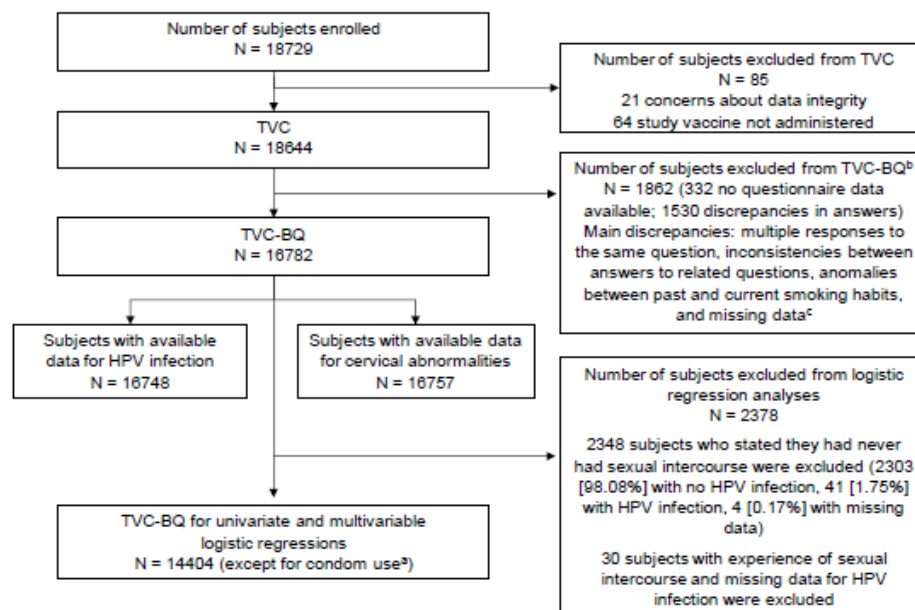 Number of subjects enrolled
N = 18729
Number of subjects excluded from TVC
N = 85
21 concerns about data integrity
64 study vaccine not administered
TVC
N = 18644
Number of subjects excluded from TVC-BQᵇ
N = 1862 (332 no questionnaire data
available; 1530 discrepancies in answers)
Main discrepancies: multiple responses to
the same question, inconsistencies between
answers to related questions, anomalies
between past and current smoking habits,
and missing dataᶜ
TVC-BQ
N = 16782
Subjects with available
data for HPV infection
N = 16748
Subjects with available data
for cervical abnormalities
N = 16757
Number of subjects excluded from logistic
regression analyses
N = 2378
2348 subjects who stated they had never
had sexual intercourse were excluded (2303
[98.08%] with no HPV infection, 41 [1.75%]
with HPV infection, 4 [0.17%] with missing
data)
30 subjects with experience of sexual
intercourse and missing data for HPV
infection were excluded
TVC-BQ for univariate and multivariable
logistic regressions
N = 14404 (except for condom useᵃ)